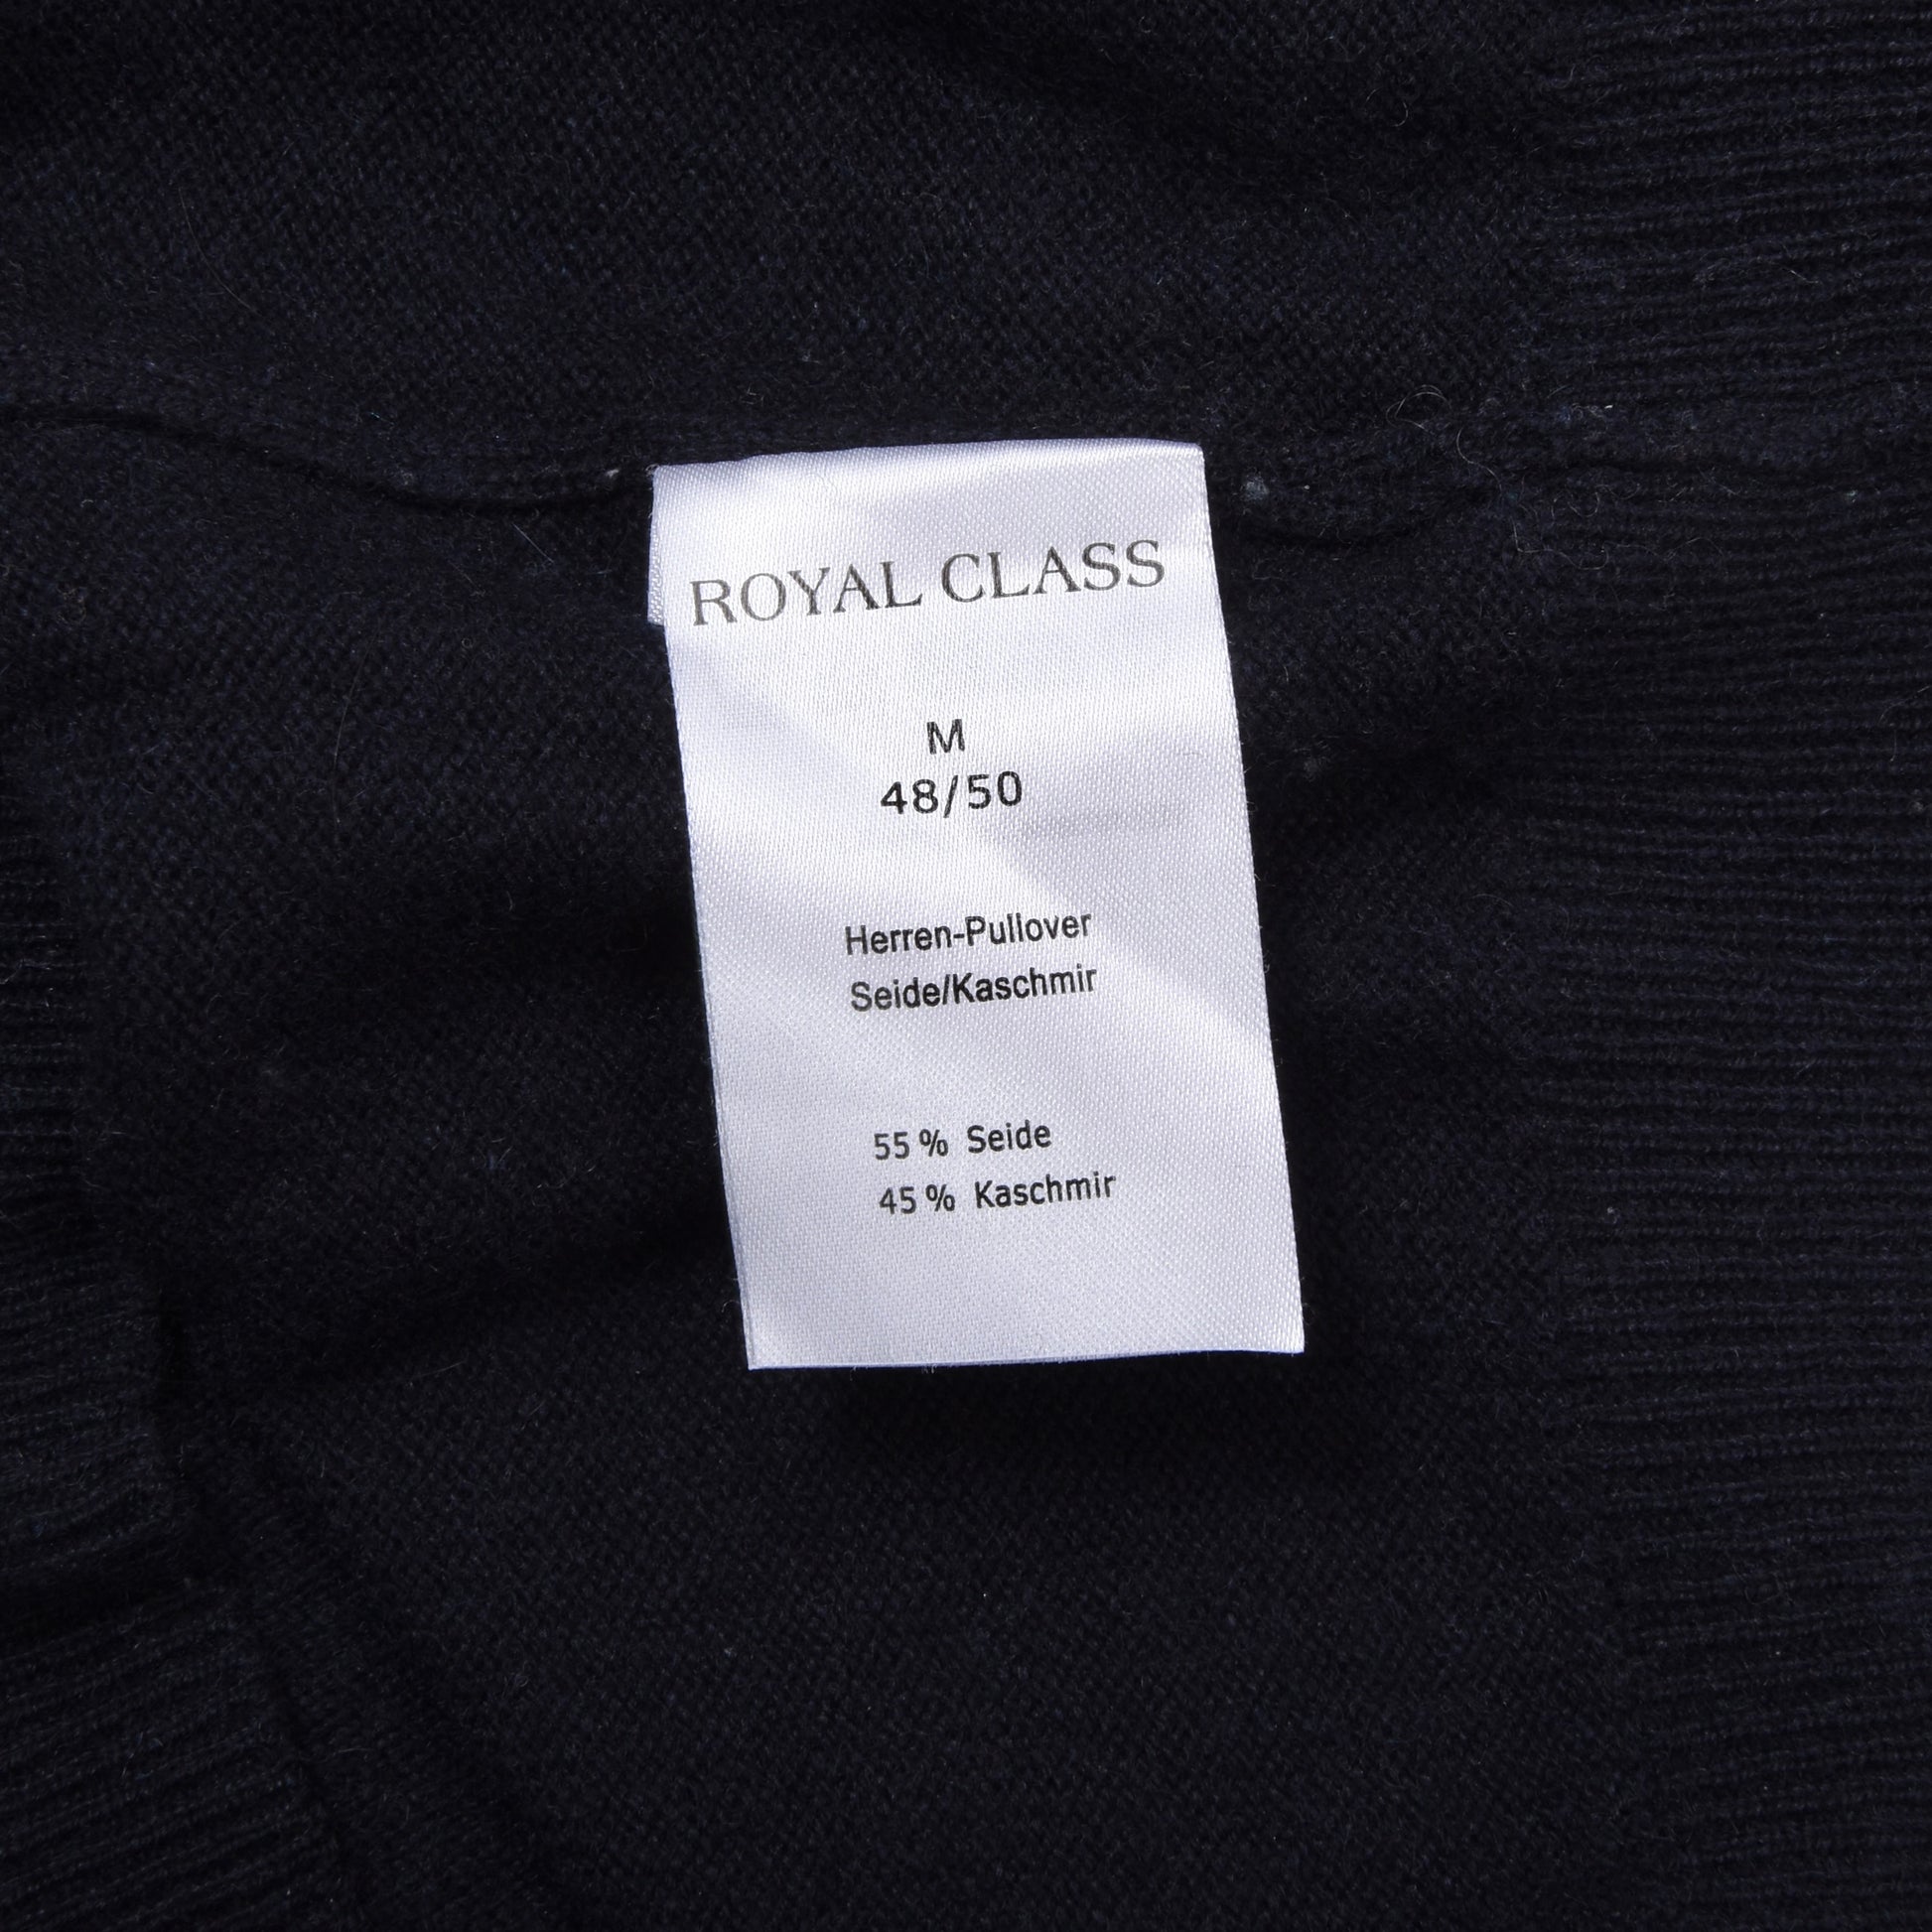 ROYAL CLASS
M
48/50
Herren-Pullover
Seide/Kaschmir
55 % Seide
45 % Kaschmir